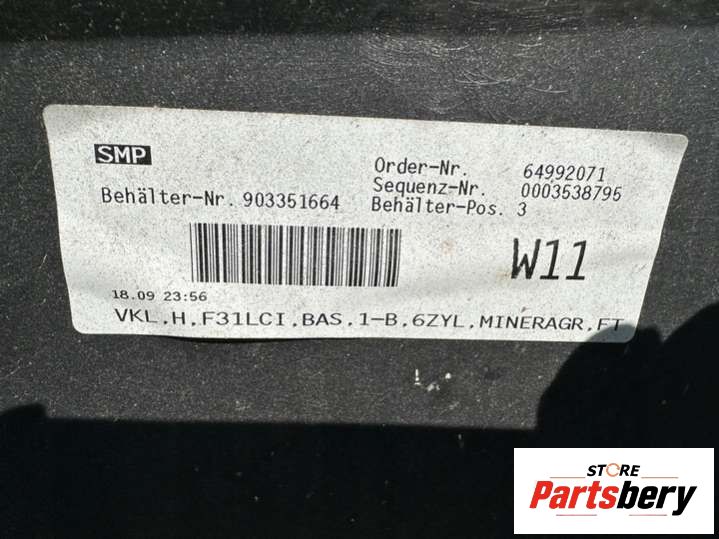 SMP
Order-Nr. 64992071
Sequenz-Nr. 0003538795
Behälter-Nr. 903351664 Behälter-Pos. 3
W11
18.09 23:56
VKL.H.F31LCI.BAS.1-B.6ZYL.MINERAGR.FT
STORE
Partsbery